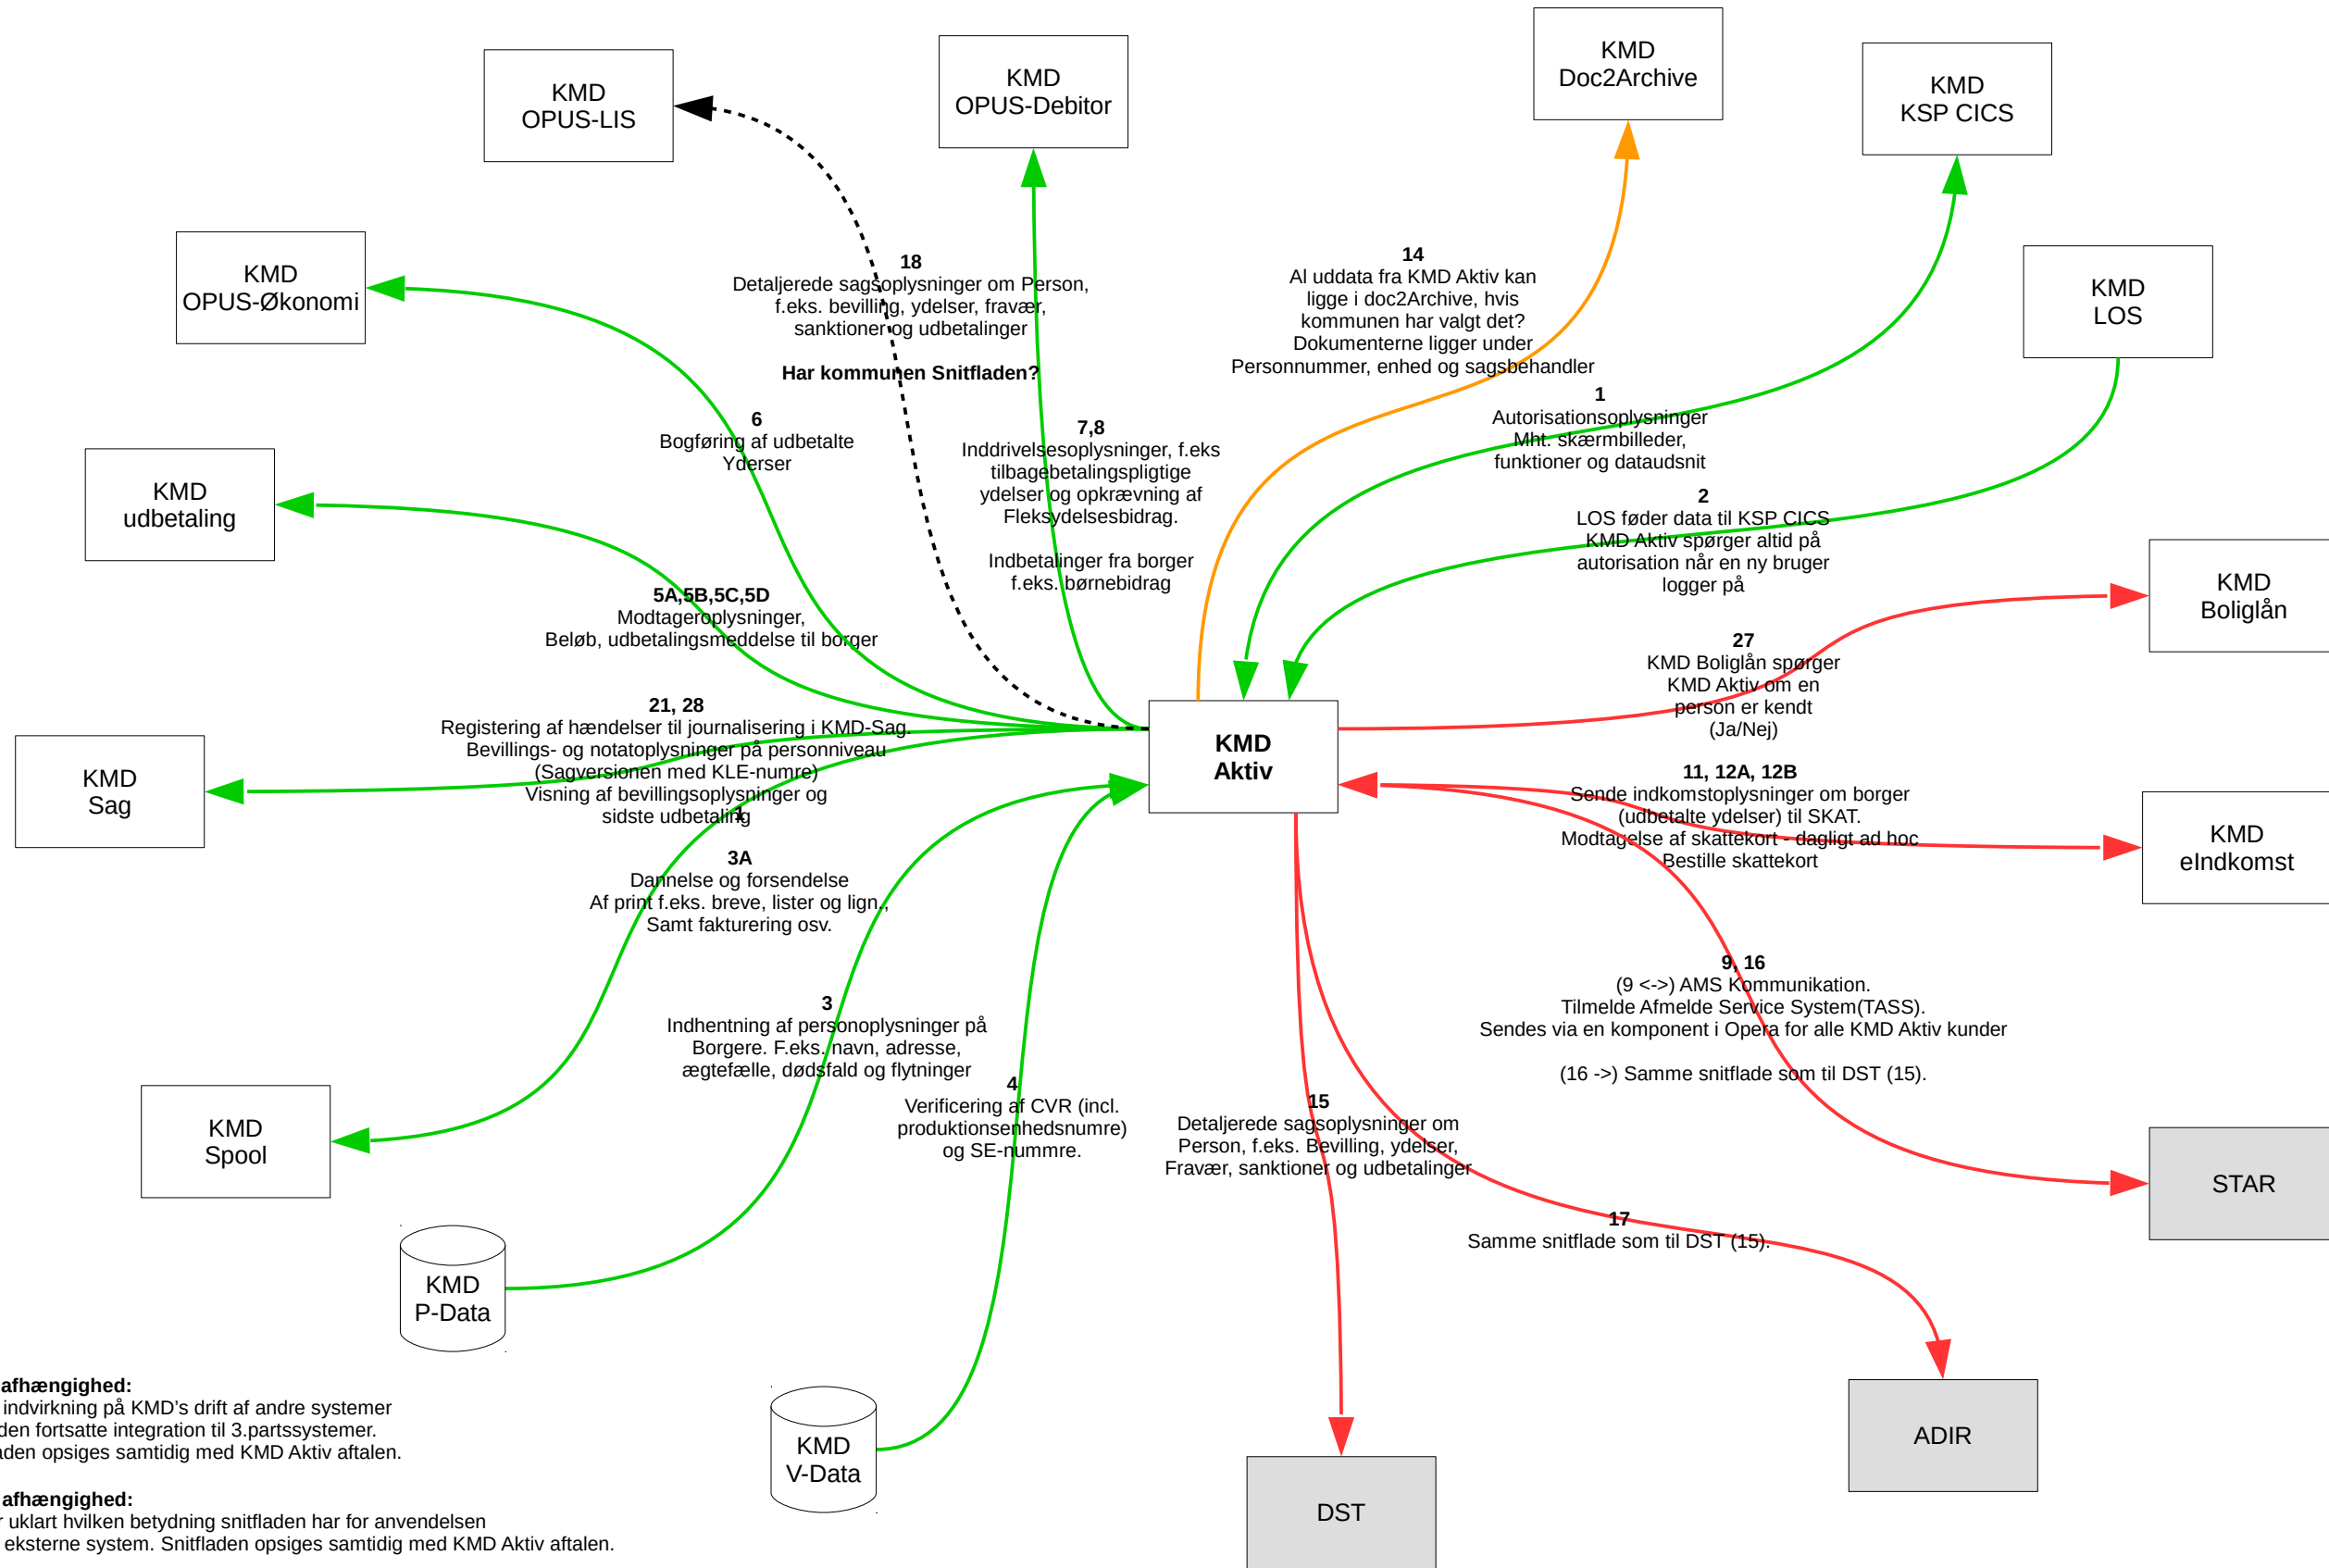 KMD
Doc2Archive
KMD
OPUS-Debitor
KMD
KSP CICS
KMD
OPUS-LIS
KMD
OPUS-Økonomi
KMD
LOS
18
Detaljerede sagsoplysninger om Person,
f.eks. bevilling, ydelser, fravær,
sanktioner og udbetalinger
Har kommunen Snitfladen?
14
Al uddata fra KMD Aktiv kan
ligge i doc2Archive, hvis
kommunen har valgt det?
Dokumenterne ligger under
Personnummer, enhed og sagsbehandler
1
Autorisationsoplysninger
Mht. skærmbilleder,
funktioner og dataudsnit
6
Bogføring af udbetalte
Yderser
7,8
Inddrivelsesoplysninger, f.eks
tilbagebetalingspligtige
ydelser og opkrævning af
Fleksydelsesbidrag.
Indbetalinger fra borger
f.eks. børnebidrag
2
LOS føder data til KSP CICS
KMD Aktiv spørger altid på
autorisation når en ny bruger
logger på
KMD
udbetaling
KMD
Boliglån
5A,5B,5C,5D
Modtageroplysninger,
Beløb, udbetalingsmeddelse til borger
27
KMD Boliglån spørger
KMD Aktiv om en
person er kendt
(Ja/Nej)
21, 28
Registering af hændelser til journalisering i KMD-Sag.
Bevillings- og notatoplysninger på personniveau
(Sagversionen med KLE-numre)
Visning af bevillingsoplysninger og
sidste udbetaling
1
KMD
Aktiv
KMD
Sag
11, 12A, 12B
Sende indkomstoplysninger om borger
(udbetalte ydelser) til SKAT.
Modtagelse af skattekort - dagligt ad hoc
Bestille skattekort
KMD
eIndkomst
3A
Dannelse og forsendelse
Af print f.eks. breve, lister og lign.,
Samt fakturering osv.
9, 16
(9 <->) AMS Kommunikation.
Tilmelde Afmelde Service System(TASS).
Sendes via en komponent i Opera for alle KMD Aktiv kunder
(16 ->) Samme snitflade som til DST (15).
3
Indhentning af personoplysninger på
Borgere. F.eks. navn, adresse,
ægtefælle, dødsfald og flytninger
4
Verificering af CVR (incl.
produktionsenhedsnumre)
og SE-nummre.
15
Detaljerede sagsoplysninger om
Person, f.eks. Bevilling, ydelser,
Fravær, sanktioner og udbetalinger
KMD
Spool
STAR
17
Samme snitflade som til DST (15).
KMD
P-Data
KMD
V-Data
ADIR
DST
afhængighed:
indvirkning på KMD's drift af andre systemer
den fortsatte integration til 3.partssystemer.
aden opsiges samtidig med KMD Aktiv aftalen.
afhængighed:
r uklart hvilken betydning snitfladen har for anvendelsen
eksterne system. Snitfladen opsiges samtidig med KMD Aktiv aftalen.